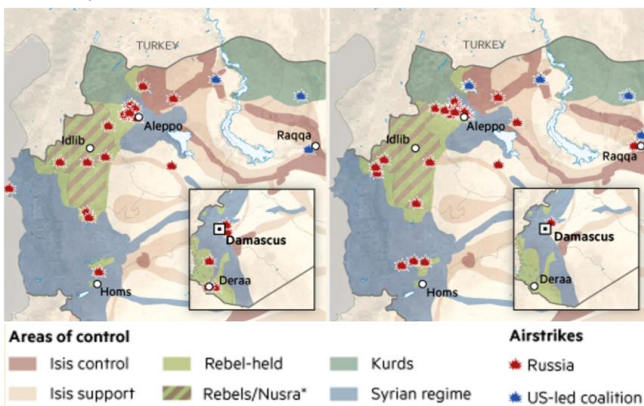 TURKEY
Aleppo
Idlib
Raqqa
Damascus
Deraa
Homs
TURKEY
Aleppo
Idlib
Raqqa
Damascus
Deraa
Homs
Areas of control
Isis control
Rebel-held
Kurds
Isis support
Rebels/Nusra*
Syrian regime
Airstrikes
Russia
US-led coalition